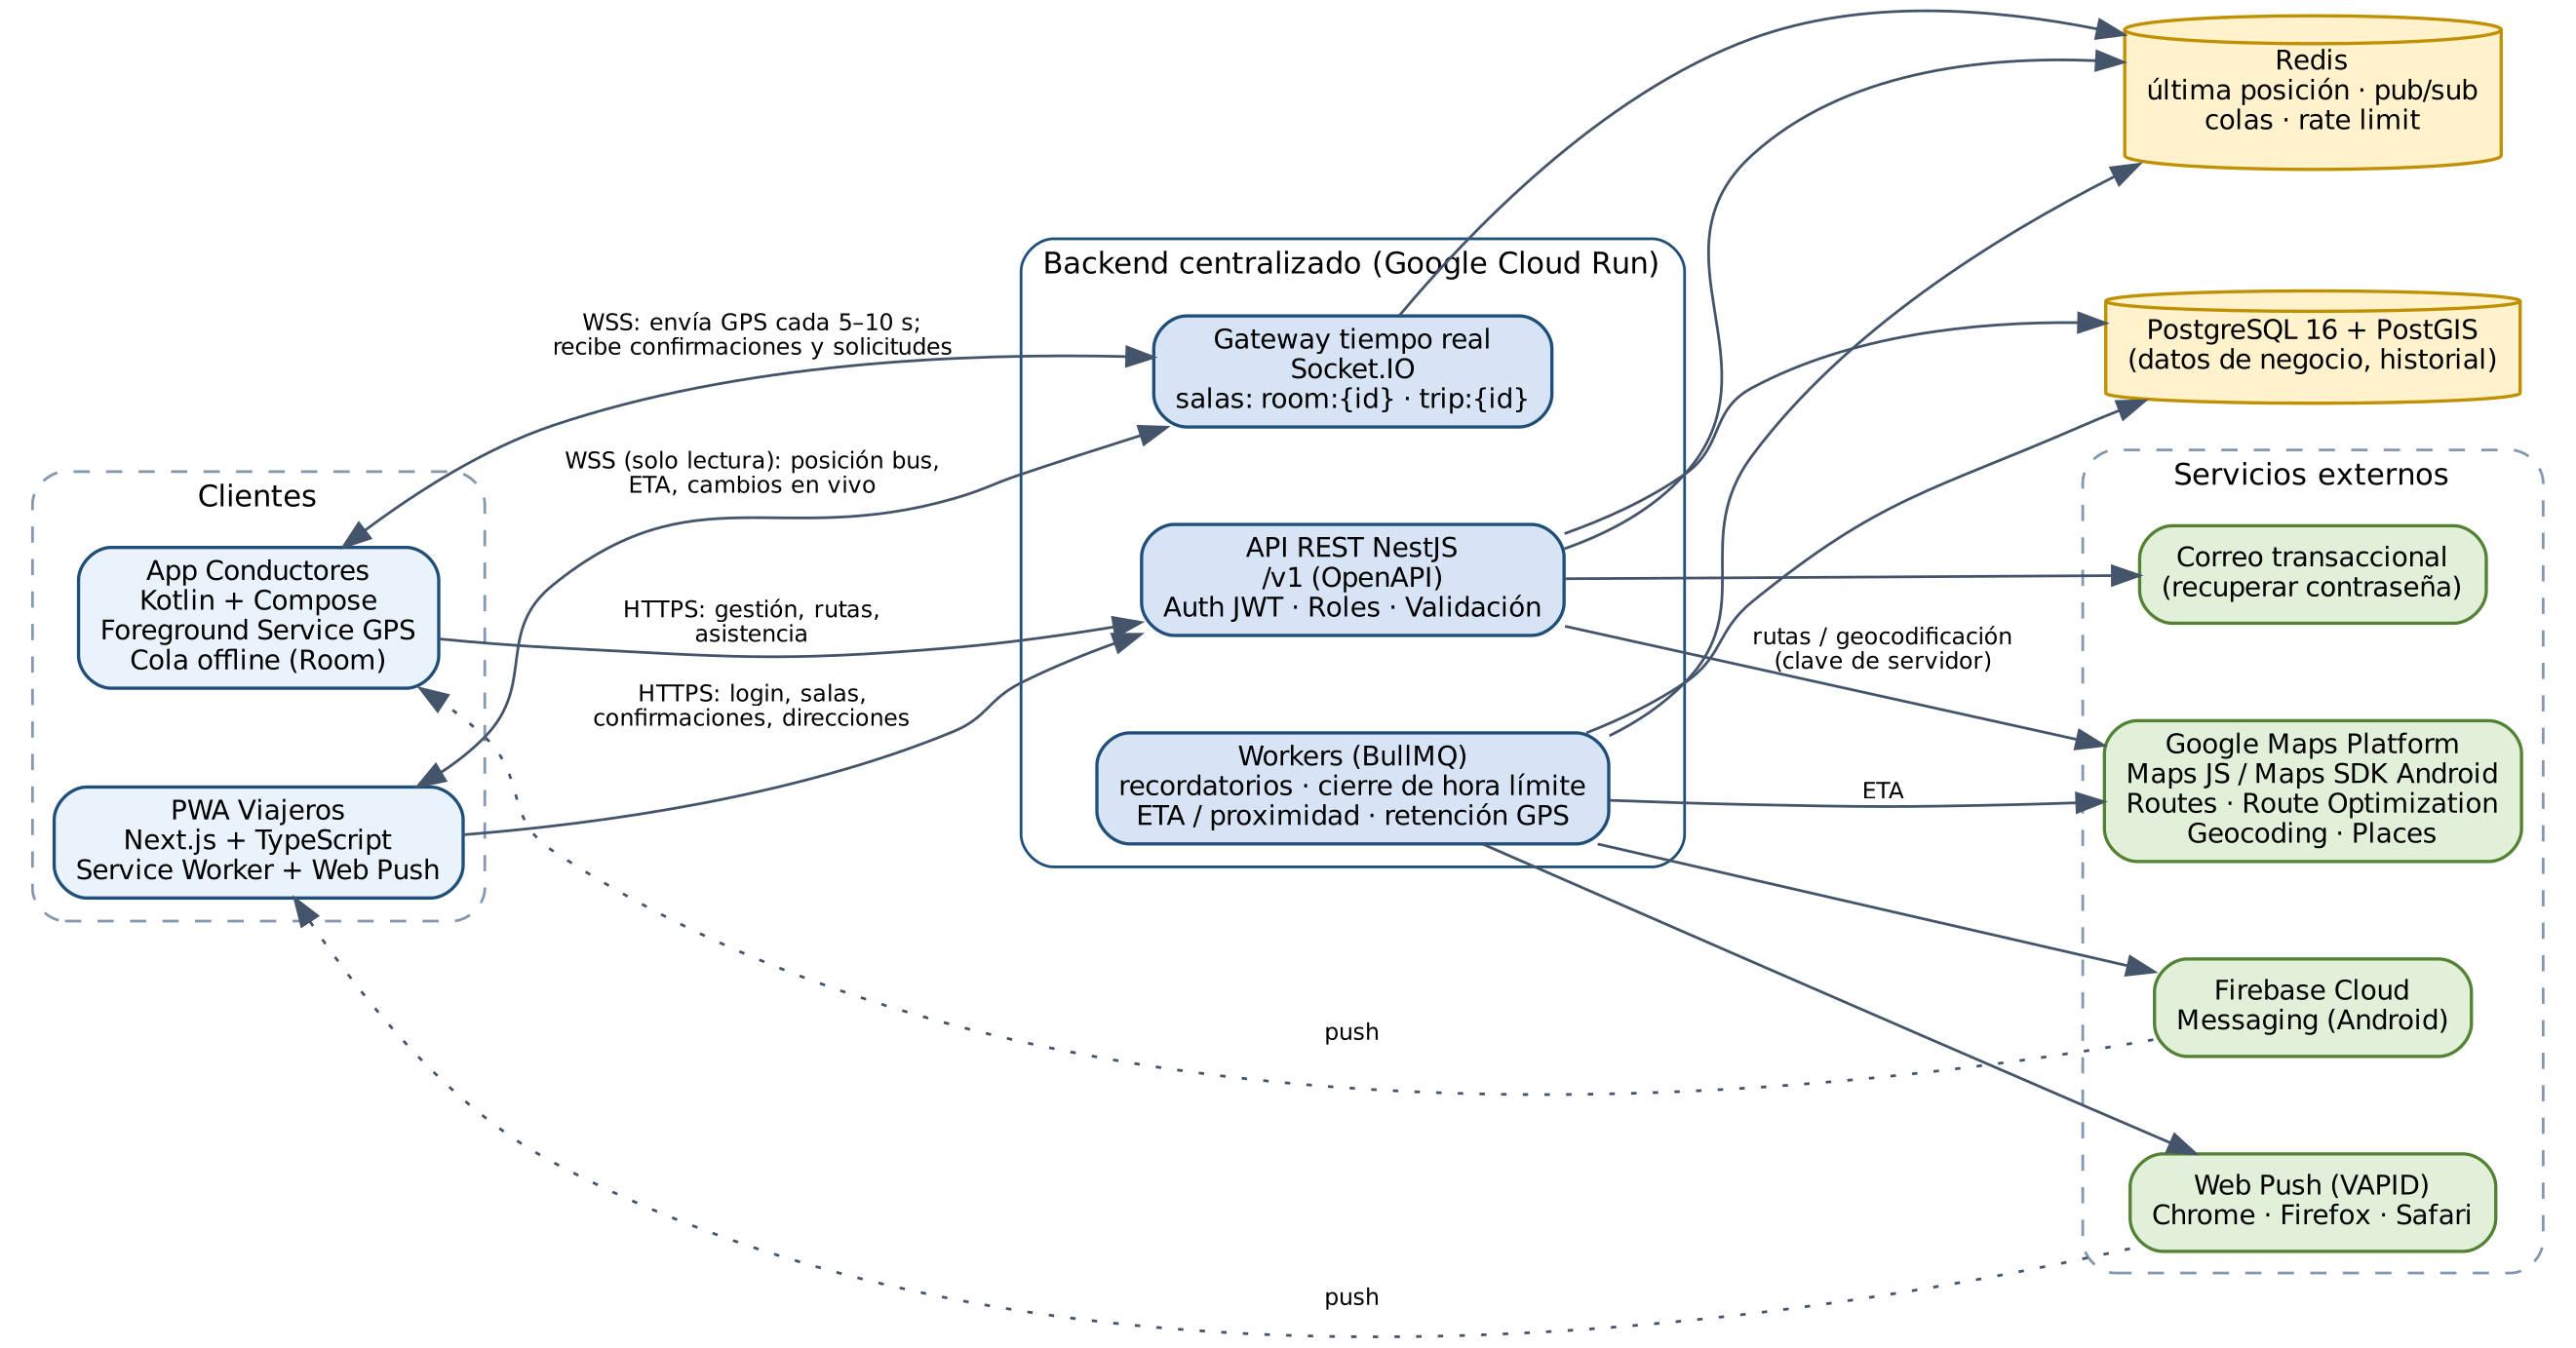 Redis
última posición · pub/sub
colas · rate limit
Backend centralizado (Google Cloud Run)
Gateway tiempo real
Socket.IO
salas: room:{id} · trip:{id}
PostgreSQL 16 + PostGIS
(datos de negocio, historial)
WSS: envía GPS cada 5–10 s;
recibe confirmaciones y solicitudes
WSS (solo lectura): posición bus,
ETA, cambios en vivo
Clientes
App Conductores
Kotlin + Compose
Foreground Service GPS
Cola offline (Room)
HTTPS: gestión, rutas,
asistencia
HTTPS: login, salas,
confirmaciones, direcciones
PWA Viajeros
Next.js + TypeScript
Service Worker + Web Push
API REST NestJS
/v1 (OpenAPI)
Auth JWT · Roles · Validación
Workers (BullMQ)
recordatorios · cierre de hora límite
ETA / proximidad · retención GPS
rutas / geocodificación
(clave de servidor)
ETA
Servicios externos
Correo transaccional
(recuperar contraseña)
Google Maps Platform
Maps JS / Maps SDK Android
Routes · Route Optimization
Geocoding · Places
Firebase Cloud
Messaging (Android)
push
Web Push (VAPID)
Chrome · Firefox · Safari
push